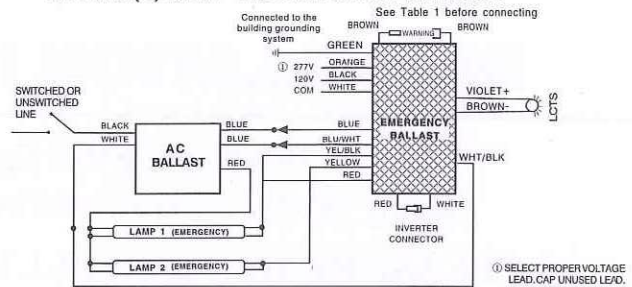 See Table 1 before connecting
Connected to the
building grounding
system
BROWN
WARNING
BROWN
GREEN
① 277V ORANGE
120V BLACK
COM WHITE
VIOLET+
BROWN-
LCTS
SWITCHED OR
UNSWITCHED
LINE
BLACK
WHITE
AC
BALLAST
BLUE
BLUE
RED
BLUE
BLU/WHT
YEL/BLK
YELLOW
RED
EMERGENCY
BALLAST
WHT/BLK
RED
WHITE
INVERTER
CONNECTOR
LAMP 1 (EMERGENCY)
LAMP 2 (EMERGENCY)
① SELECT PROPER VOLTAGE
LEAD. CAP UNUSED LEAD.